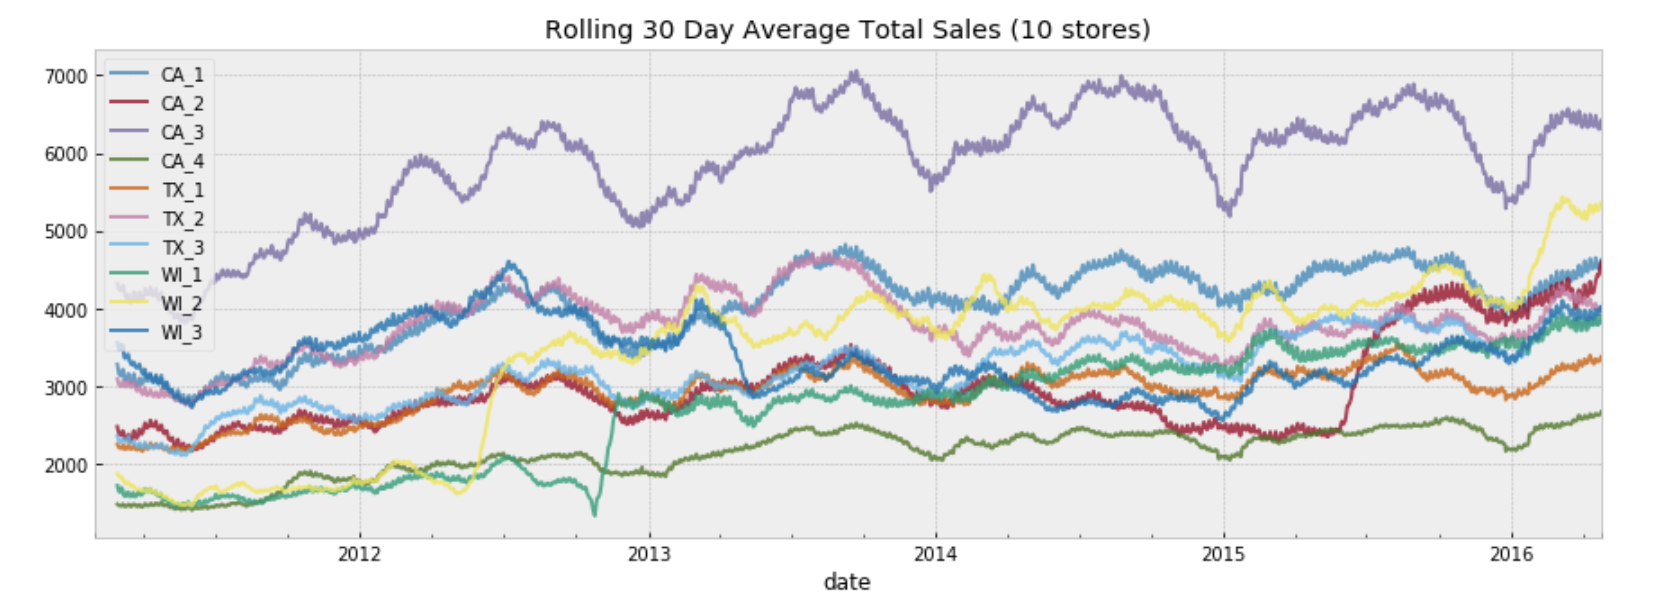 Rolling 30 Day Average Total Sales (10 stores)
7000
6000
5000
4000
3000
2000
CA_1
CA_2
CA_3
CA_4
TX_1
TX_2
TX_3
WI_1
WI_2
WI_3
2012 2013 2014 2015 2016
date